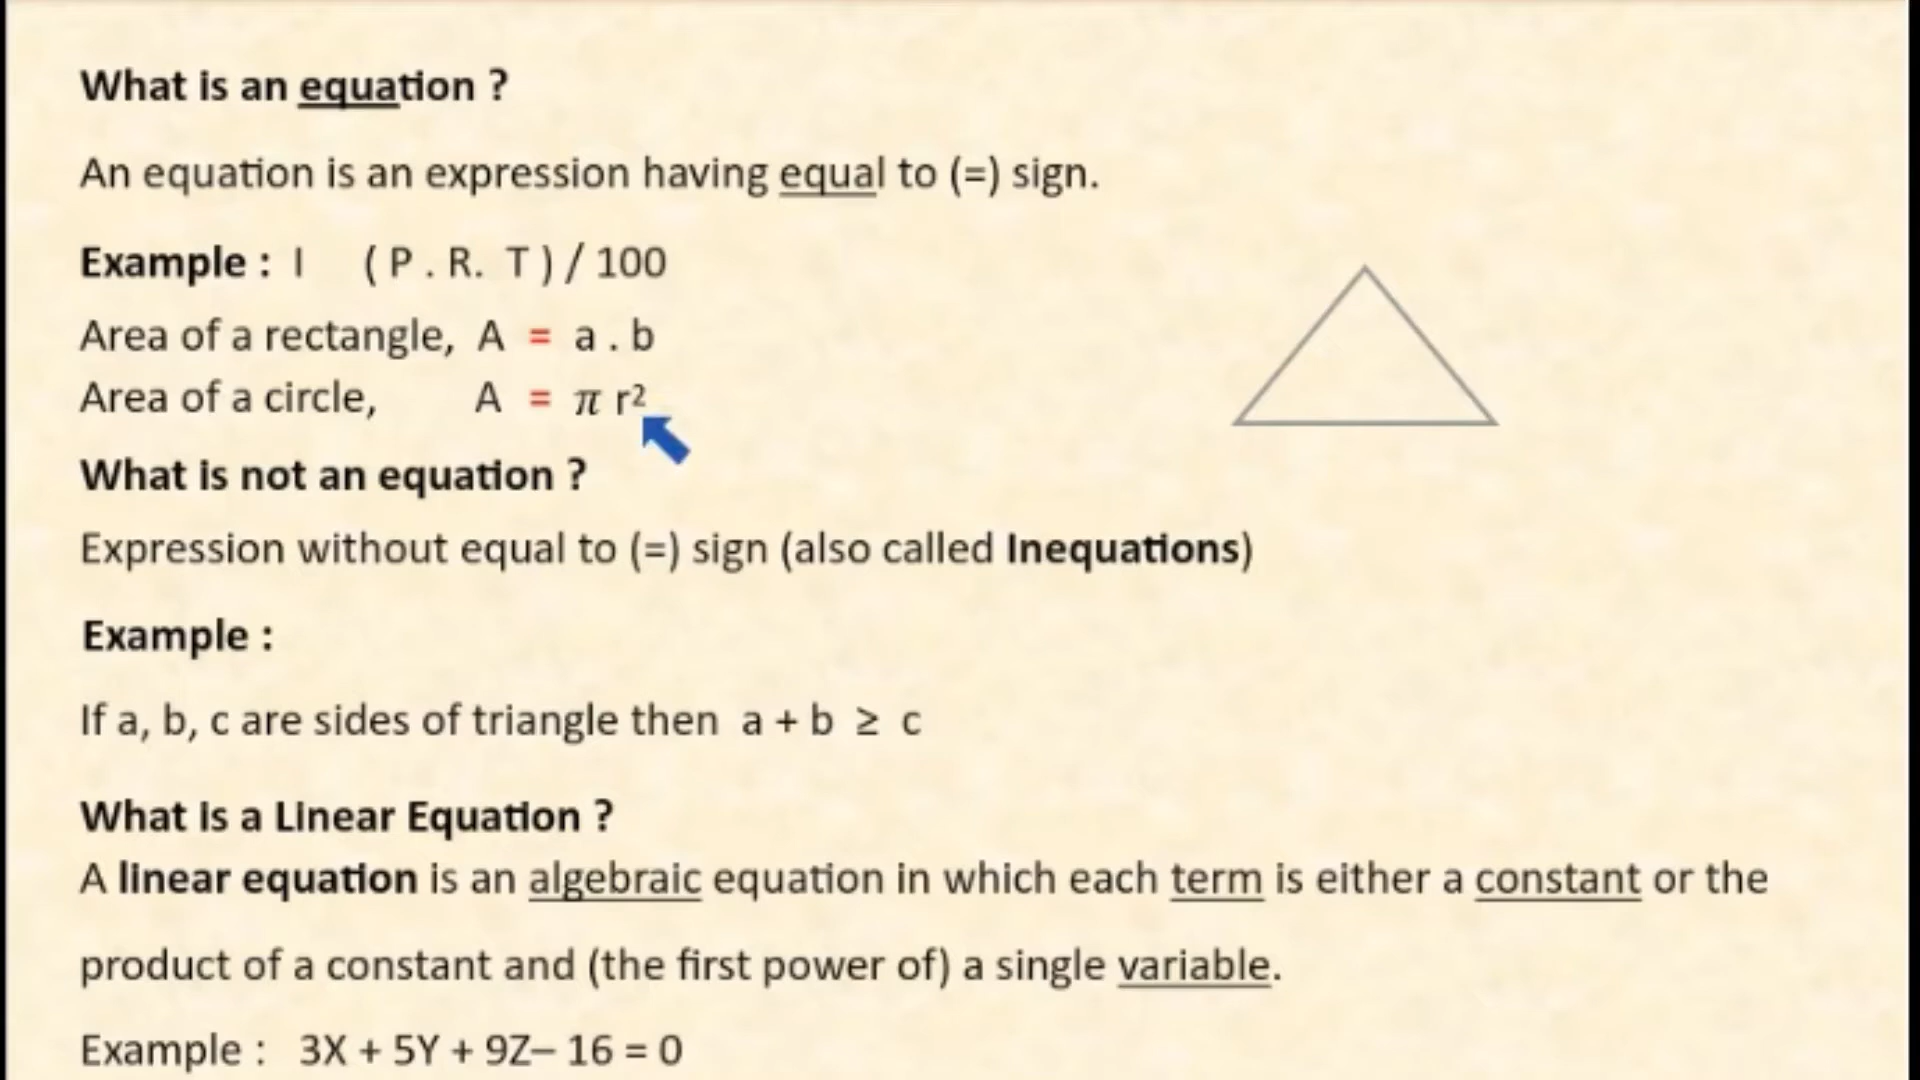 What is an equation ?
An equation is an expression having equal to (=) sign.
Example : I ( P . R. T ) / 100
Area of a rectangle, A = a . b
Area of a circle, A = π r²
What is not an equation ?
Expression without equal to (=) sign (also called Inequations)
Example :
If a, b, c are sides of triangle then a + b ≥ c
What is a Linear Equation ?
A linear equation is an algebraic equation in which each term is either a constant or the
product of a constant and (the first power of) a single variable.
Example : 3X + 5Y + 9Z– 16 = 0